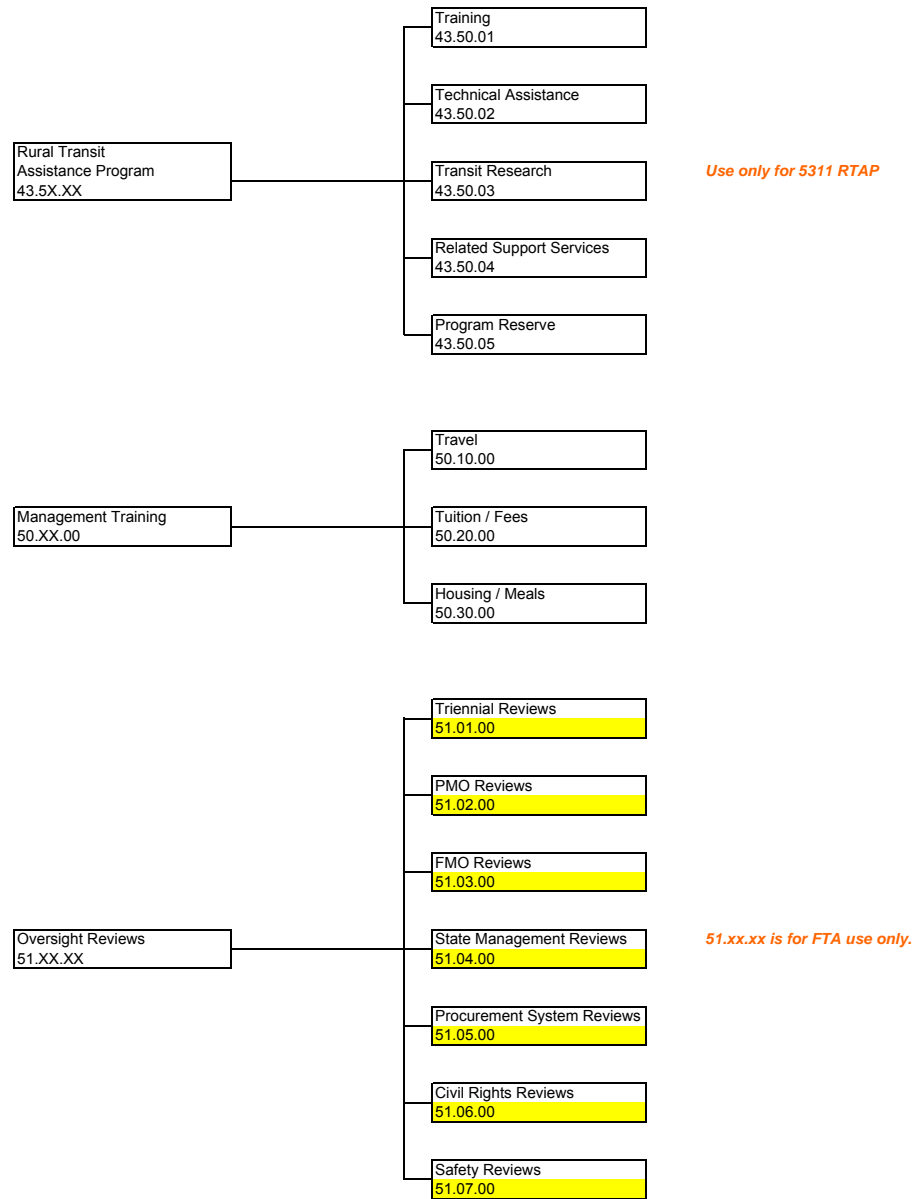 Training
43.50.01
Technical Assistance
43.50.02
Rural Transit
Assistance Program
43.5X.XX
Transit Research
43.50.03
Use only for 5311 RTAP
Related Support Services
43.50.04
Program Reserve
43.50.05
Travel
50.10.00
Management Training
50.XX.00
Tuition / Fees
50.20.00
Housing / Meals
50.30.00
Triennial Reviews
51.01.00
PMO Reviews
51.02.00
FMO Reviews
51.03.00
Oversight Reviews
51.XX.XX
State Management Reviews
51.04.00
51.xx.xx is for FTA use only.
Procurement System Reviews
51.05.00
Civil Rights Reviews
51.06.00
Safety Reviews
51.07.00